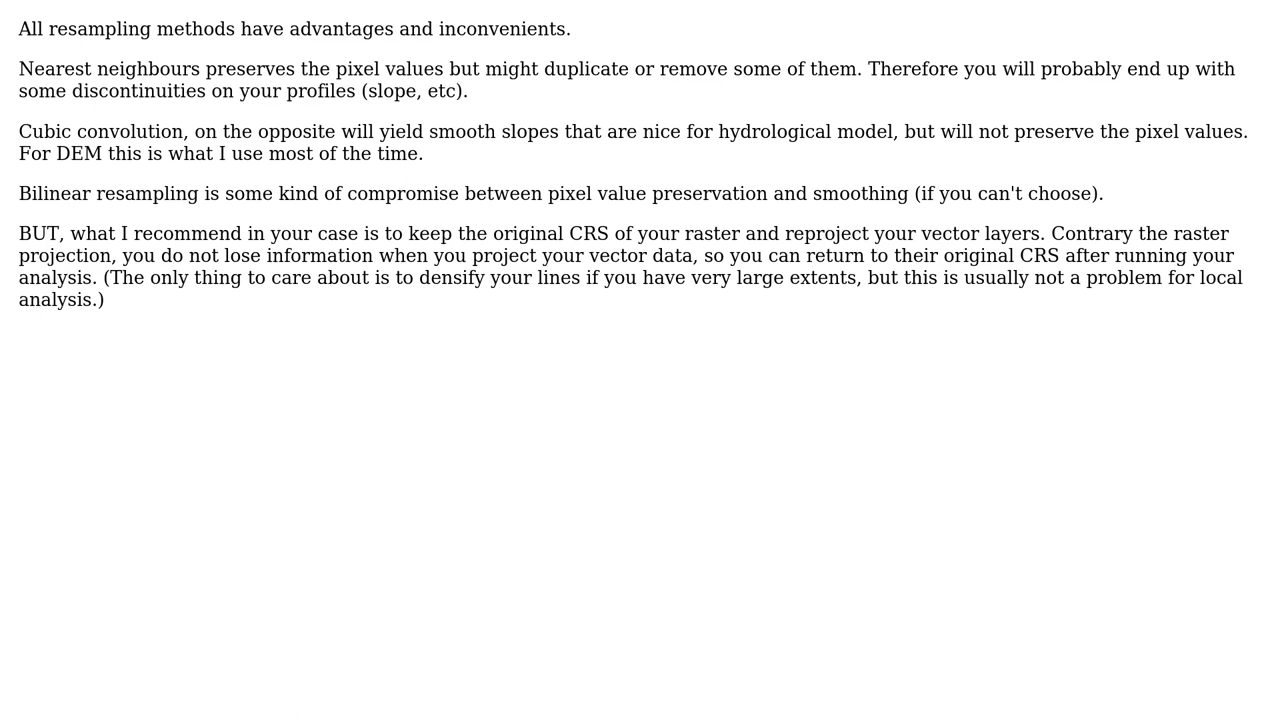 All resampling methods have advantages and inconvenients.
Nearest neighbours preserves the pixel values but might duplicate or remove some of them. Therefore you will probably end up with
some discontinuities on your profiles (slope, etc).
Cubic convolution, on the opposite will yield smooth slopes that are nice for hydrological model, but will not preserve the pixel values.
For DEM this is what I use most of the time.
Bilinear resampling is some kind of compromise between pixel value preservation and smoothing (if you can't choose).
BUT, what I recommend in your case is to keep the original CRS of your raster and reproject your vector layers. Contrary the raster
projection, you do not lose information when you project your vector data, so you can return to their original CRS after running your
analysis. (The only thing to care about is to densify your lines if you have very large extents, but this is usually not a problem for local
analysis.)